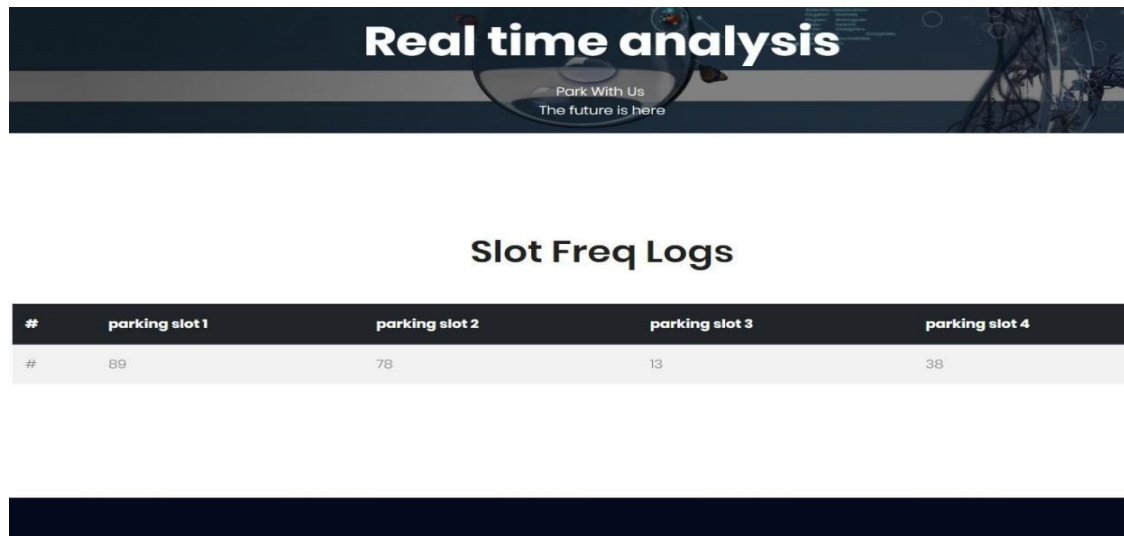 Real time analysis
Park With Us
The future is here
Slot Freq Logs
# parking slot 1 parking slot 2 parking slot 3 parking slot 4
# 89 78 13 38